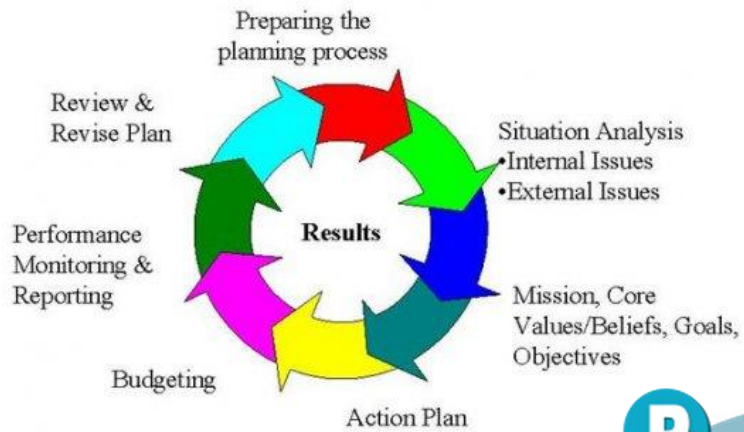 Preparing the
planning process
Situation Analysis
•Internal Issues
•External Issues
Mission, Core
Values/Beliefs, Goals,
Objectives
Action Plan
Budgeting
Performance
Monitoring &
Reporting
Review &
Revise Plan
Results